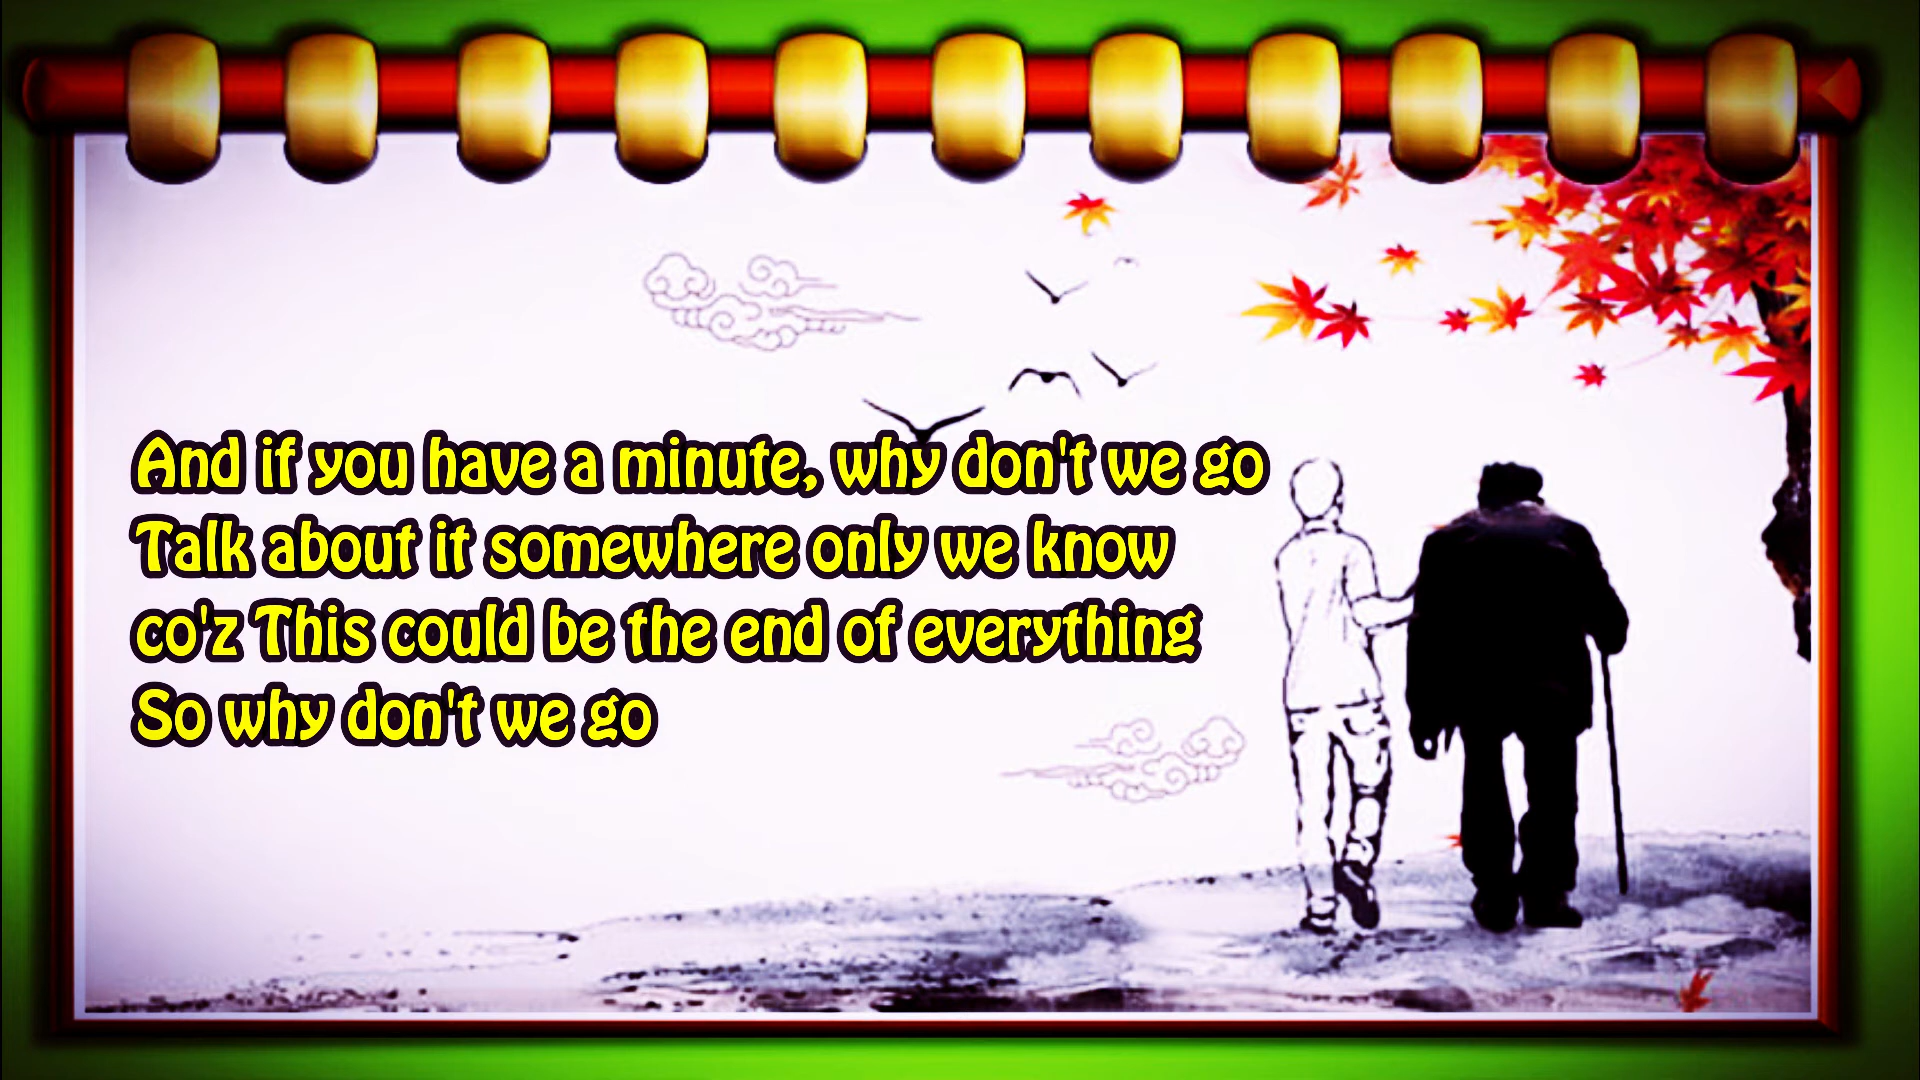 And if you have a minute, why don't we go
Talk about it somewhere only we know
co'z This could be the end of everything
So why don't we go